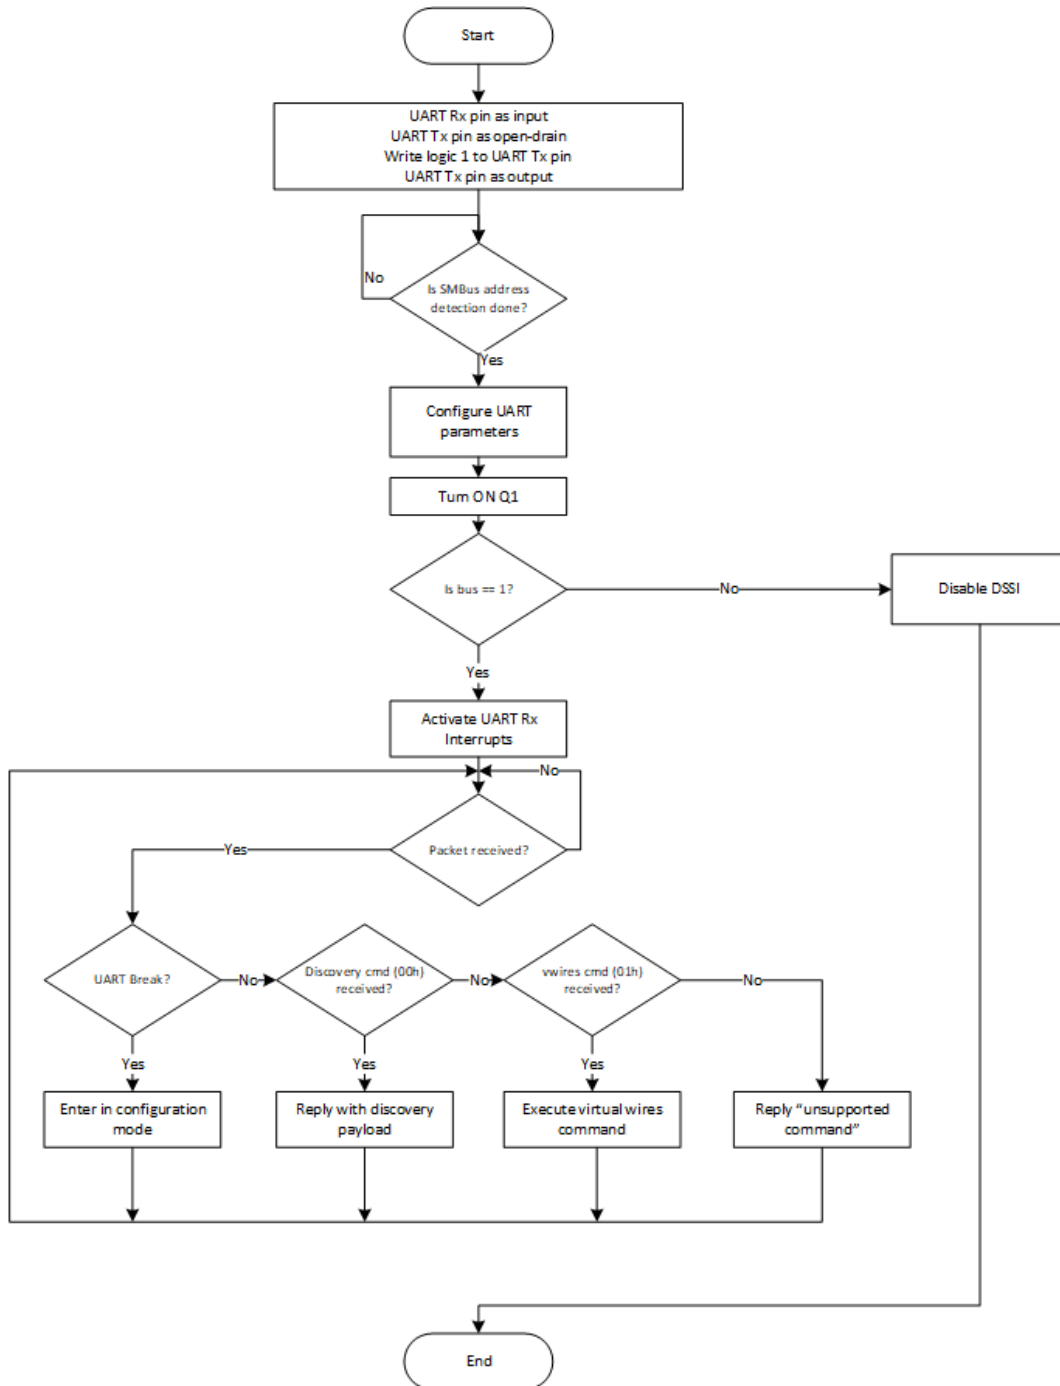 Start
UART Rx pin as input
UART Tx pin as open-drain
Write logic 1 to UART Tx pin
UART Tx pin as output
No
Is SMBus address
detection done?
Yes
Configure UART
parameters
Turn ON Q1
Is bus == 1?
No
Disable DSSI
Yes
Activate UART Rx
Interrupts
No
Packet received?
Yes
UART Break?
No
Discovery cmd (00h)
received?
No
vwires cmd (01h)
received?
No
Yes
Yes
Yes
Enter in configuration
mode
Reply with discovery
payload
Execute virtual wires
command
Reply “unsupported
command”
End